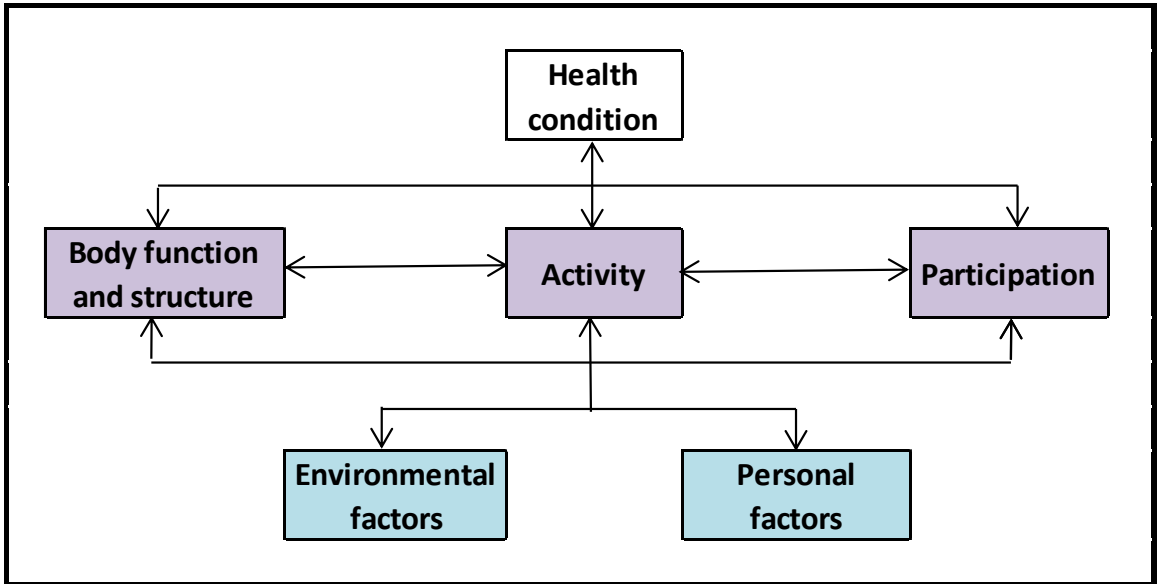 Health
condition
Body function
and structure
Activity
Participation
Environmental
factors
Personal
factors